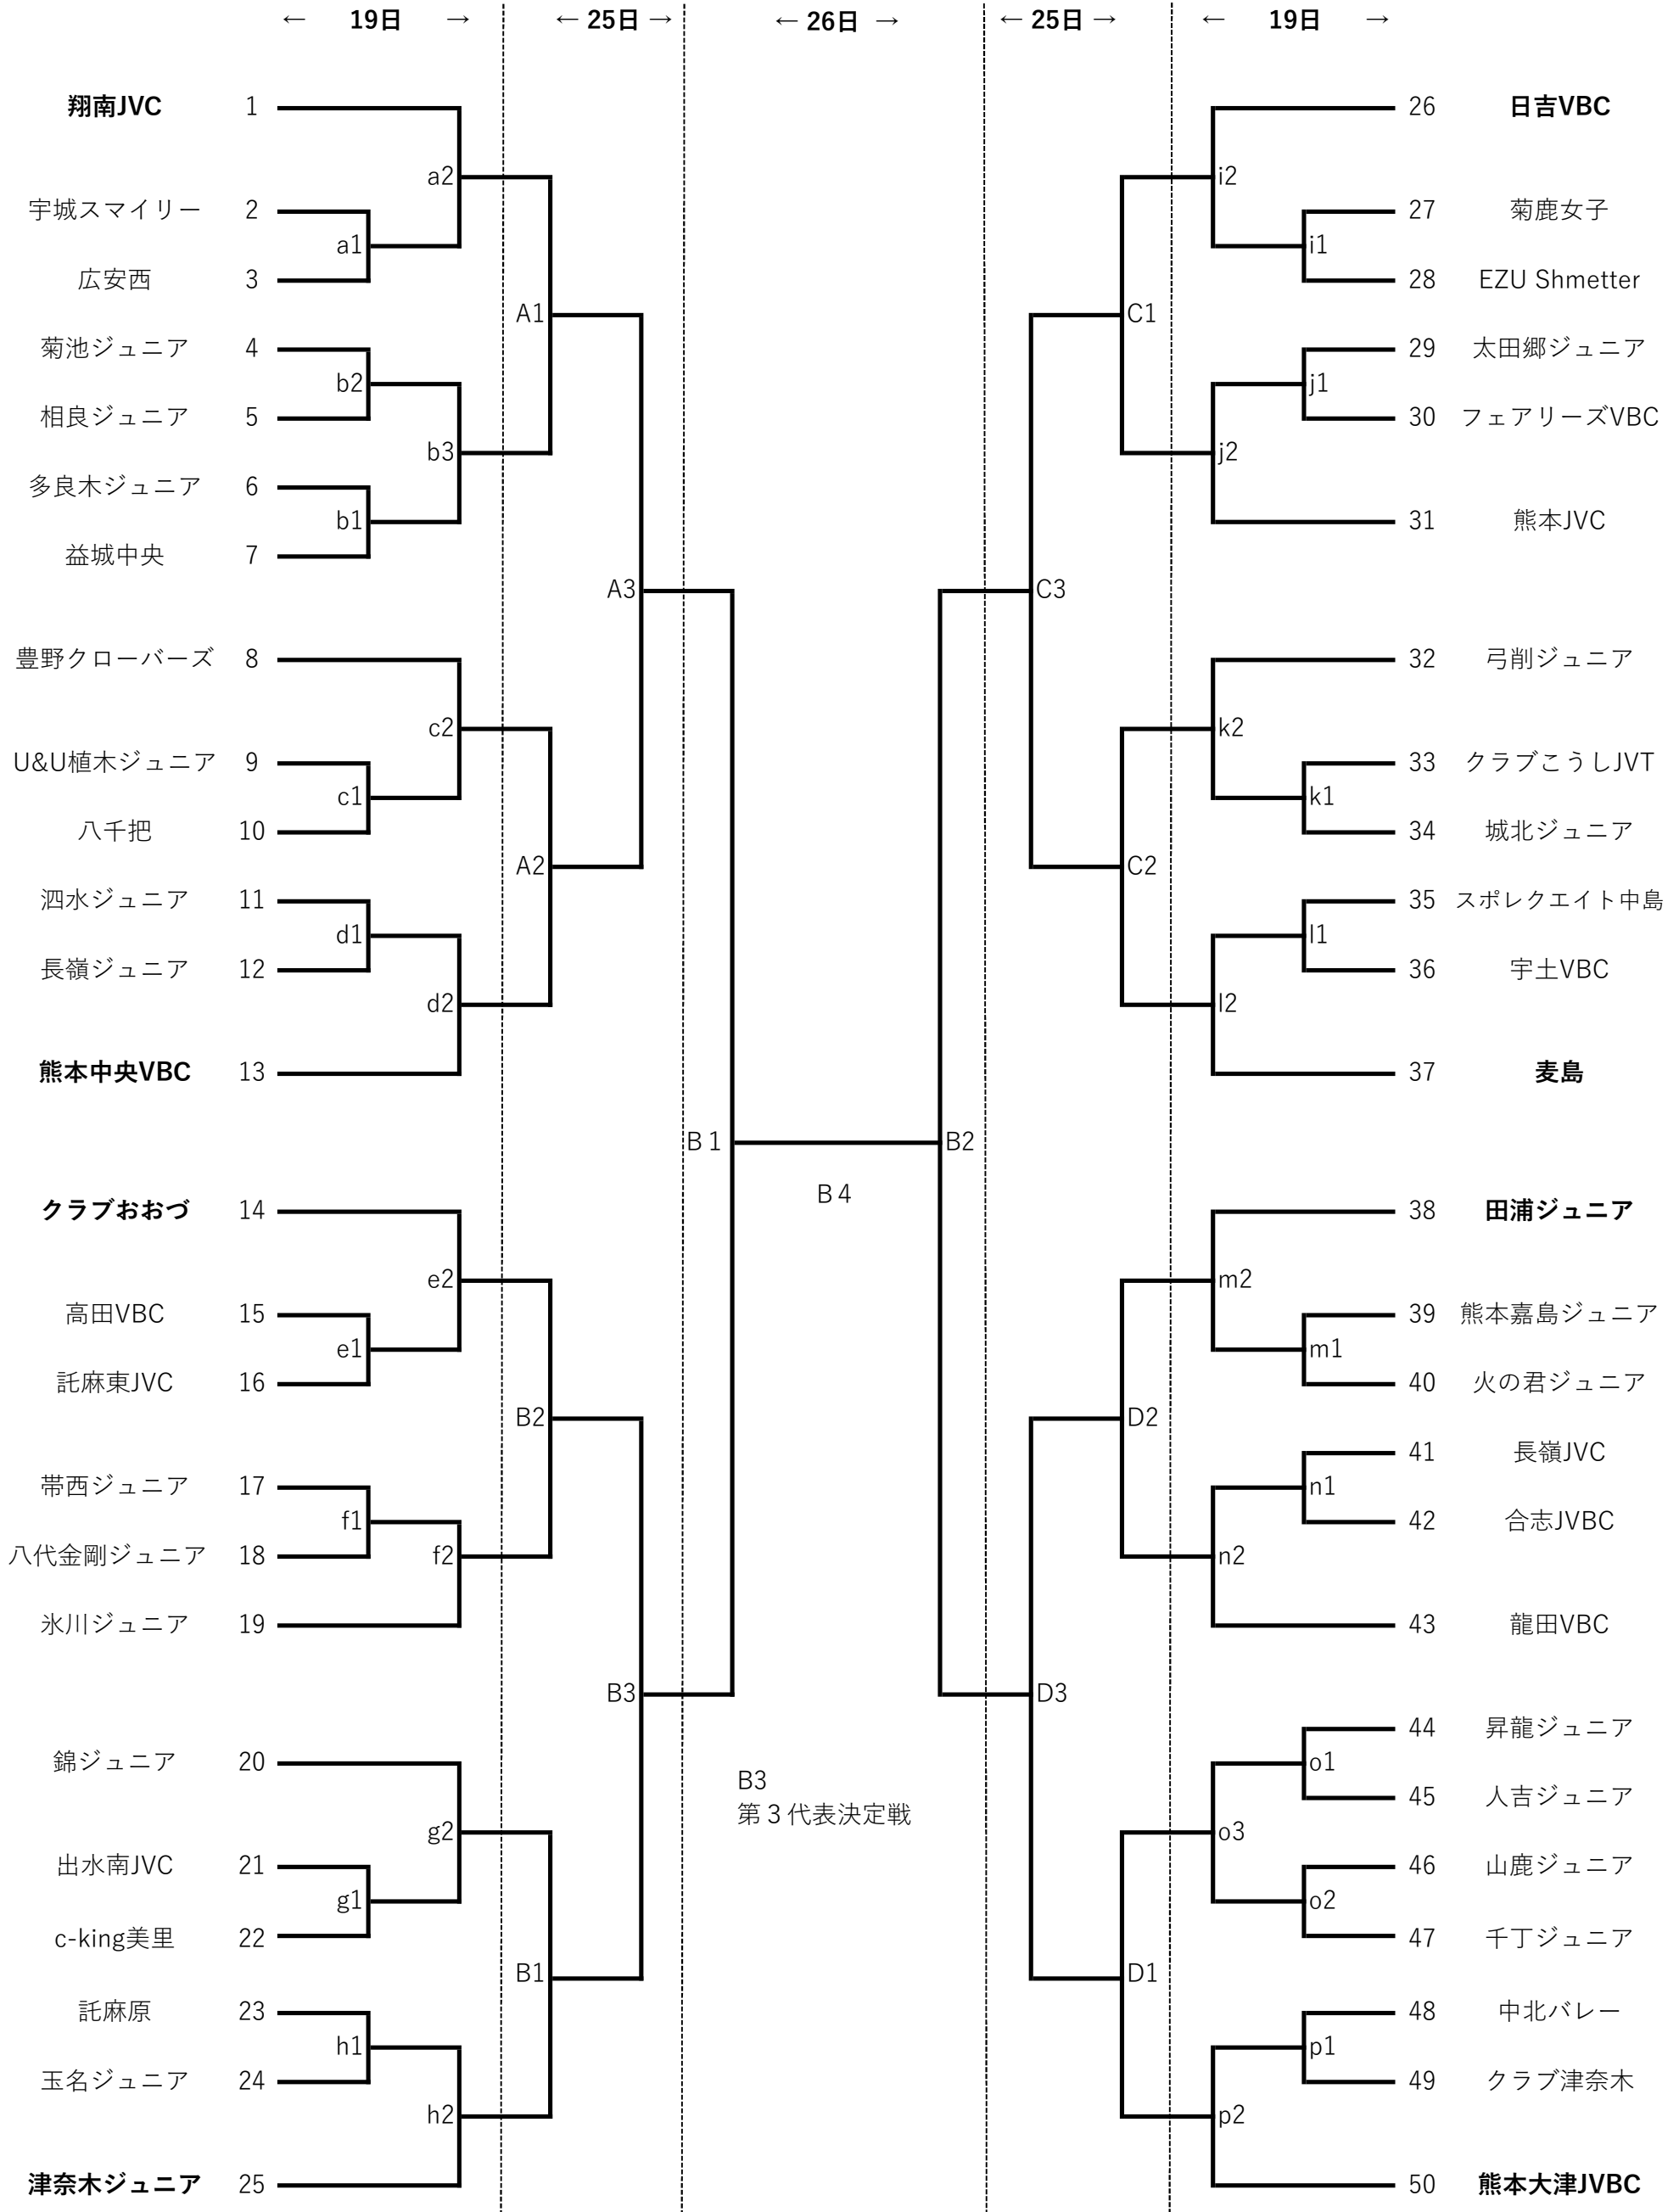 ← 19日 → ← 25日 → ← 26日 → ← 25日 → ← 19日 →
翔南JVC 1
a2
宇城スマイリー 2
a1
広安西 3
A1
菊池ジュニア 4
b2
相良ジュニア 5
b3
多良木ジュニア 6
b1
益城中央 7
A3
豊野クローバーズ 8
c2
U&U植木ジュニア 9
c1
八千把 10
A2
泗水ジュニア 11
d1
長嶺ジュニア 12
d2
熊本中央VBC 13
B 1
クラブおおづ 14
e2
高田VBC 15
e1
託麻東JVC 16
B2
帯西ジュニア 17
f1
八代金剛ジュニア 18
f2
氷川ジュニア 19
B3
錦ジュニア 20
g2
出水南JVC 21
g1
c-king美里 22
B1
託麻原 23
h1
玉名ジュニア 24
h2
津奈木ジュニア 25
B 4
B3
第3代表決定戦
26 日吉VBC
i2
27 菊鹿女子
i1
28 EZU Shmetter
C1
29 太田郷ジュニア
j1
30 フェアリーズVBC
j2
31 熊本JVC
C3
32 弓削ジュニア
k2
33 クラブこうしJVT
k1
34 城北ジュニア
C2
35 スポレクエイト中島
l1
36 宇土VBC
l2
37 麦島
B2
38 田浦ジュニア
m2
39 熊本嘉島ジュニア
m1
40 火の君ジュニア
D2
41 長嶺JVC
n1
42 合志JVBC
n2
43 龍田VBC
D3
44 昇龍ジュニア
o1
45 人吉ジュニア
o3
46 山鹿ジュニア
o2
47 千丁ジュニア
D1
48 中北バレー
p1
49 クラブ津奈木
p2
50 熊本大津JVBC